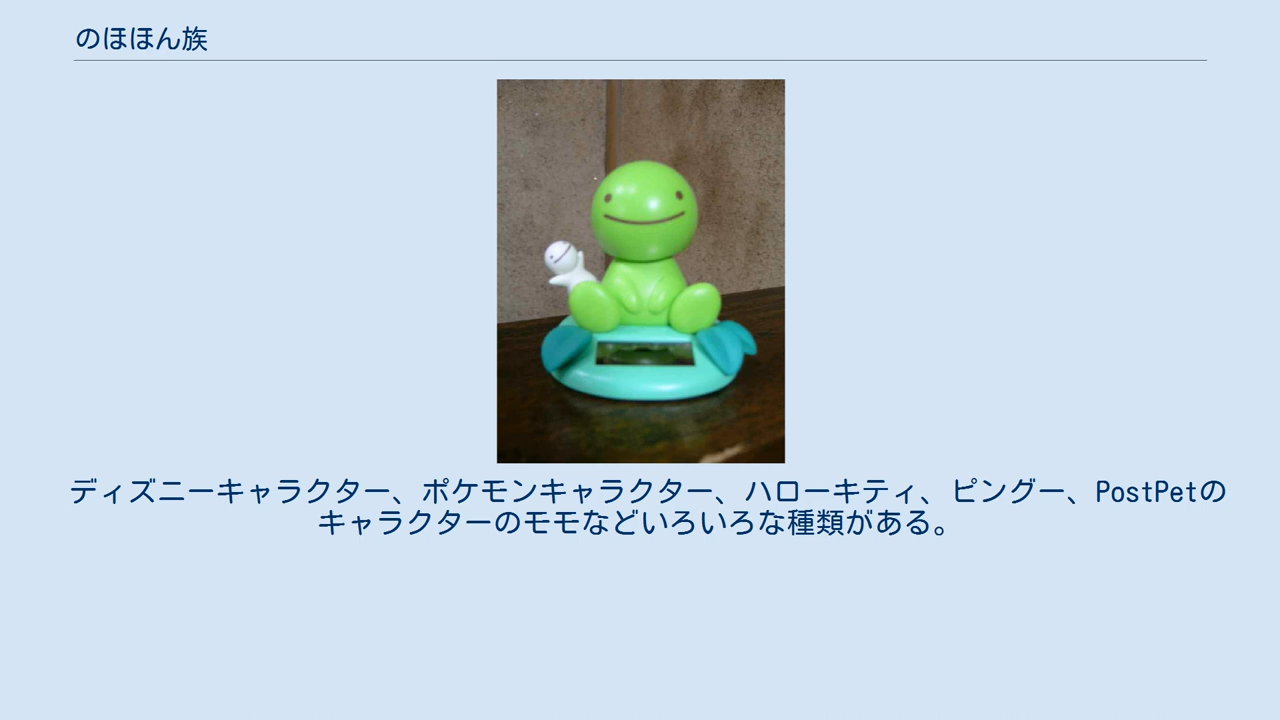 のほほん族
ディズニーキャラクター、ポケモンキャラクター、ハローキティ、ピングー、PostPetの
キャラクターのモモなどいろいろな種類がある。